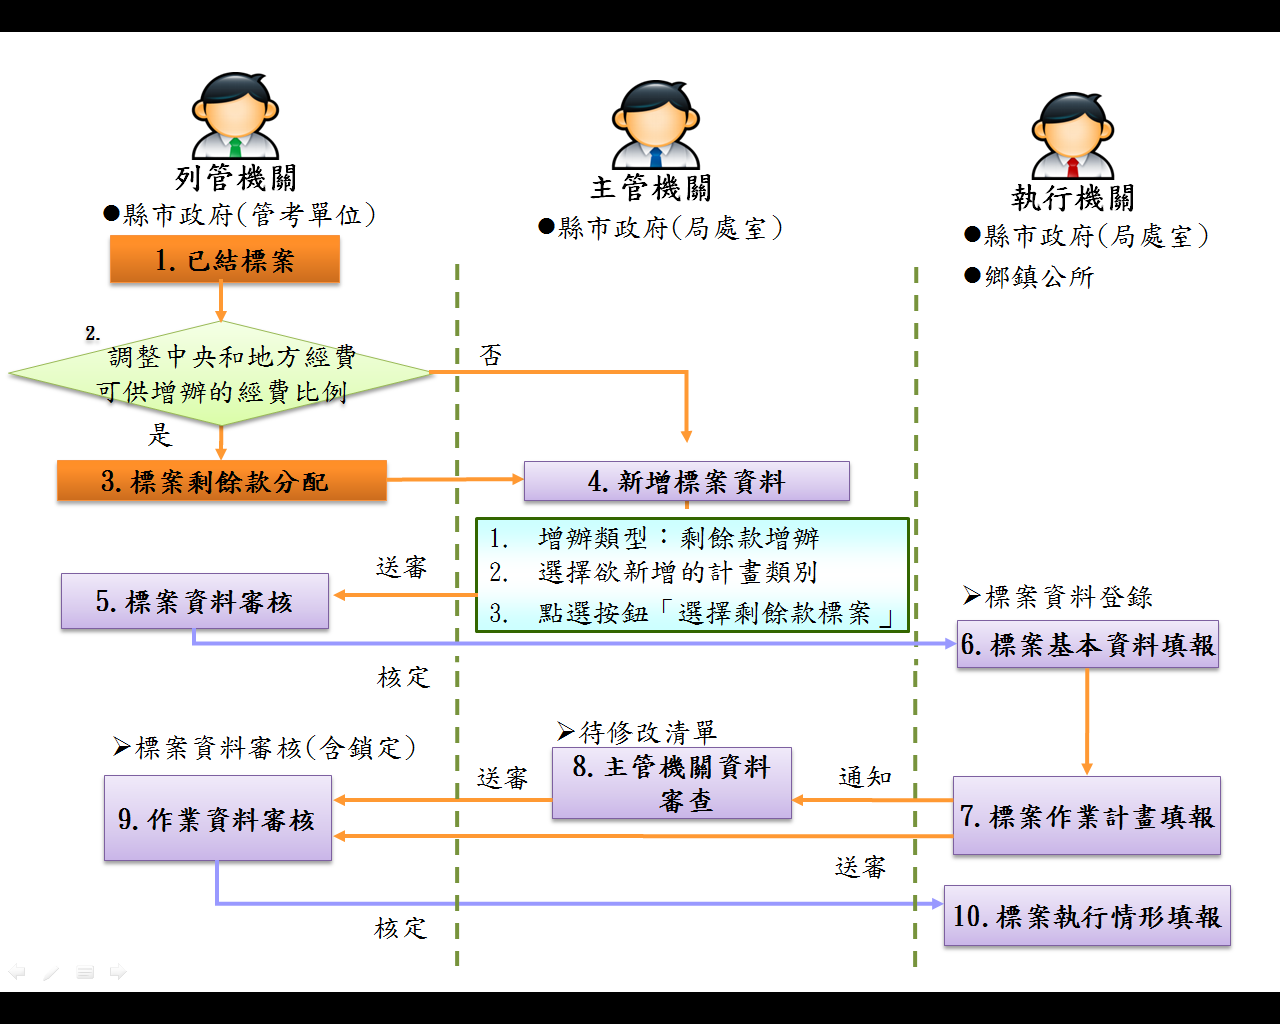 列管機關
●縣市政府(管考單位)
主管機關
●縣市政府(局處室)
執行機關
●縣市政府(局處室)
●鄉鎮公所
1.已結標案
2.
調整中央和地方經費
可供增辦的經費比例
否
是
3.標案剩餘款分配
4.新增標案資料
1. 增辦類型：剩餘款增辦
2. 選擇欲新增的計畫類別
3. 點選按鈕「選擇剩餘款標案」
送審
5.標案資料審核
核定
➢標案資料登錄
6.標案基本資料填報
➢標案資料審核(含鎖定)
➢待修改清單
8.主管機關資料
審查
送審
通知
9.作業資料審核
7.標案作業計畫填報
送審
核定
10.標案執行情形填報